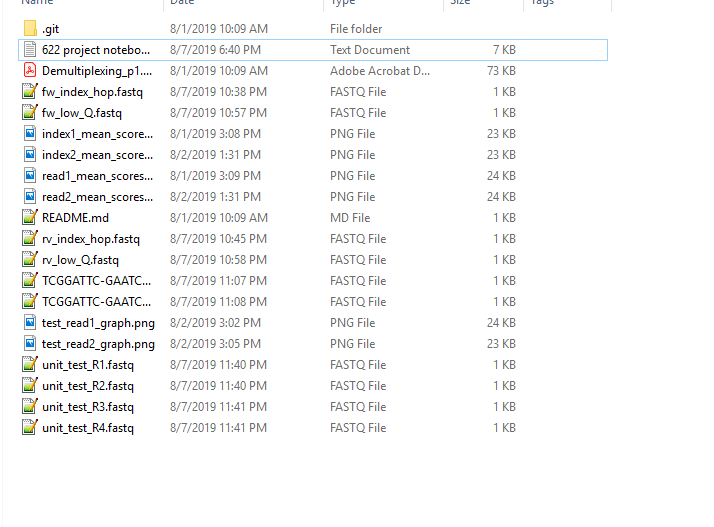 Name Date Type Size Tags
.git 8/1/2019 10:09 AM File folder
622 project notebo... 8/7/2019 6:40 PM Text Document 7 KB
Demultiplexing_p1.... 8/1/2019 10:09 AM Adobe Acrobat D... 73 KB
fw_index_hop.fastq 8/7/2019 10:38 PM FASTQ File 1 KB
fw_low_Q.fastq 8/7/2019 10:57 PM FASTQ File 1 KB
index1_mean_score... 8/1/2019 3:08 PM PNG File 23 KB
index2_mean_score... 8/2/2019 1:31 PM PNG File 23 KB
read1_mean_scores... 8/1/2019 3:09 PM PNG File 24 KB
read2_mean_scores... 8/2/2019 1:31 PM PNG File 24 KB
README.md 8/1/2019 10:09 AM MD File 1 KB
rv_index_hop.fastq 8/7/2019 10:45 PM FASTQ File 1 KB
rv_low_Q.fastq 8/7/2019 10:58 PM FASTQ File 1 KB
TCGGATTC-GAATC... 8/7/2019 11:07 PM FASTQ File 1 KB
TCGGATTC-GAATC... 8/7/2019 11:08 PM FASTQ File 1 KB
test_read1_graph.png 8/2/2019 3:02 PM PNG File 24 KB
test_read2_graph.png 8/2/2019 3:05 PM PNG File 23 KB
unit_test_R1.fastq 8/7/2019 11:40 PM FASTQ File 1 KB
unit_test_R2.fastq 8/7/2019 11:40 PM FASTQ File 1 KB
unit_test_R3.fastq 8/7/2019 11:41 PM FASTQ File 1 KB
unit_test_R4.fastq 8/7/2019 11:41 PM FASTQ File 1 KB